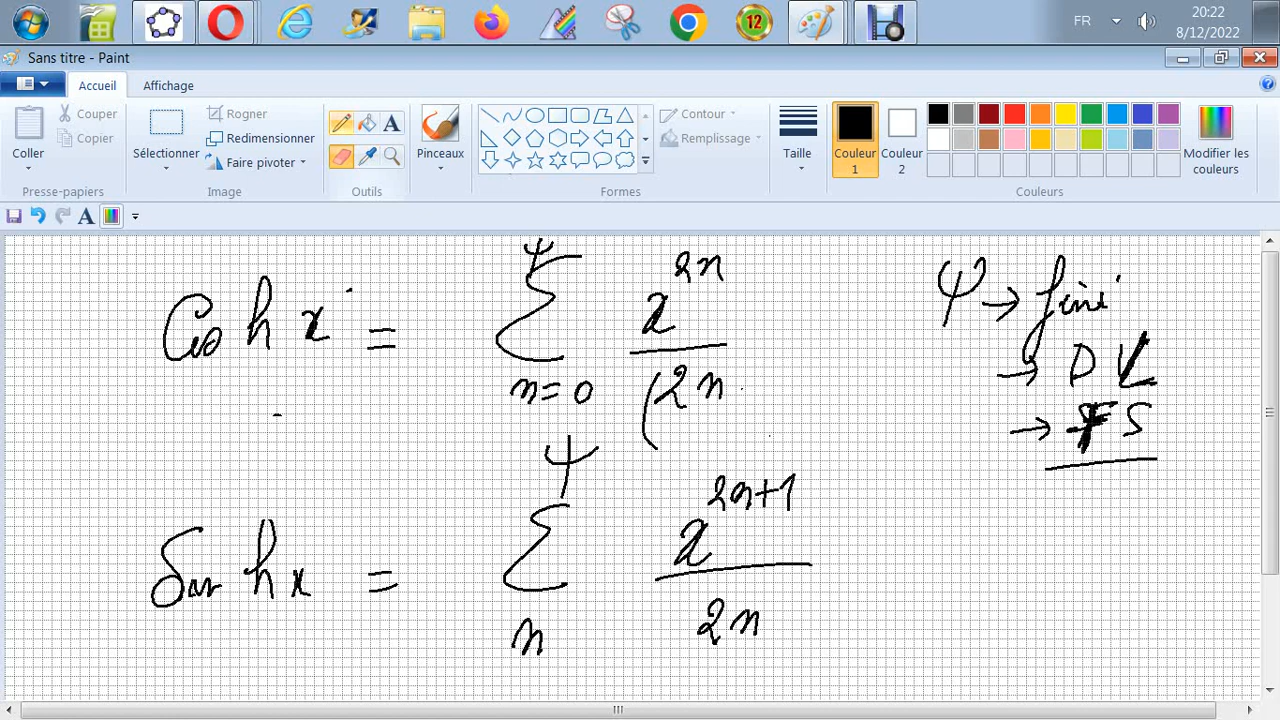 12
FR
20:22
8/12/2022
Sans titre - Paint
Accueil
Affichage
Coller
Couper
Copier
Presse-papiers
Sélectionner
Rogner
Redimensionner
Faire pivoter
Image
A
Outils
Pinceaux
Contour
Remplissage
Formes
Taille
Couleur
1
Couleur
2
Modifier les
couleurs
Couleurs
A
ψ
Cos h x =
∑
x^{2n}
n=0
(2n
ψ → fini
→ DL
→ FS
ψ
h x =
∑
x^{2n+1}
n
2n